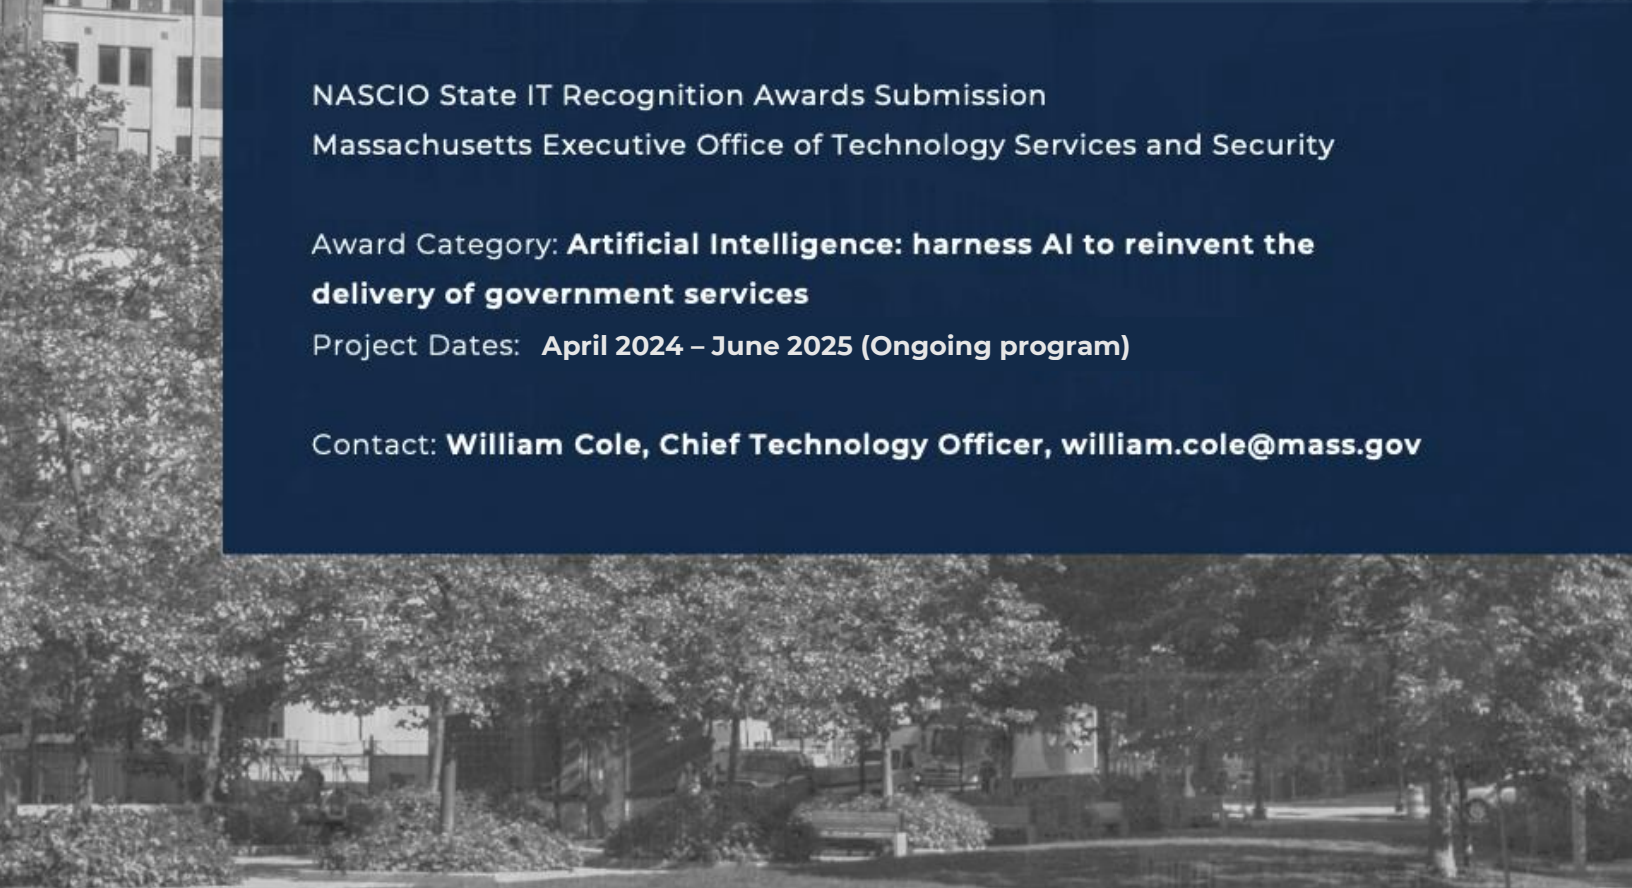 NASCIO State IT Recognition Awards Submission
Massachusetts Executive Office of Technology Services and Security
Award Category: Artificial Intelligence: harness AI to reinvent the
delivery of government services
Project Dates: April 2024 – June 2025 (Ongoing program)
Contact: William Cole, Chief Technology Officer, william.cole@mass.gov